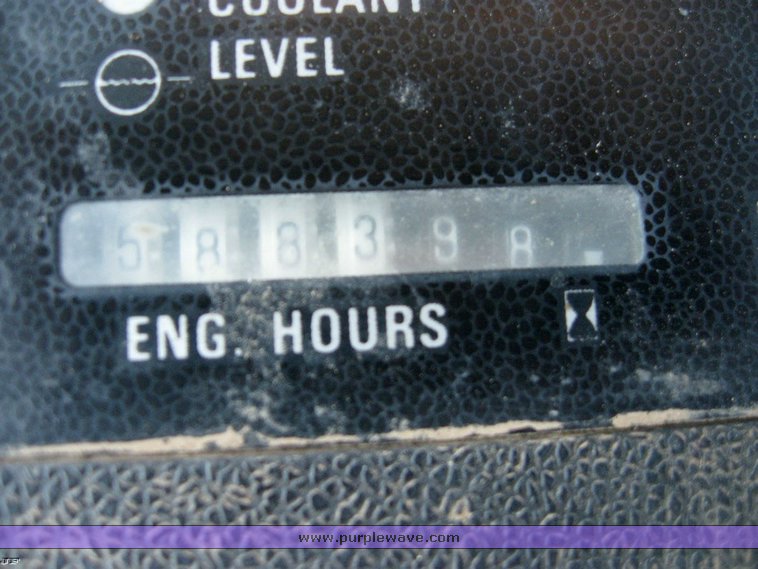 COOLANT
LEVEL
588398
ENG. HOURS
www.purplewave.com